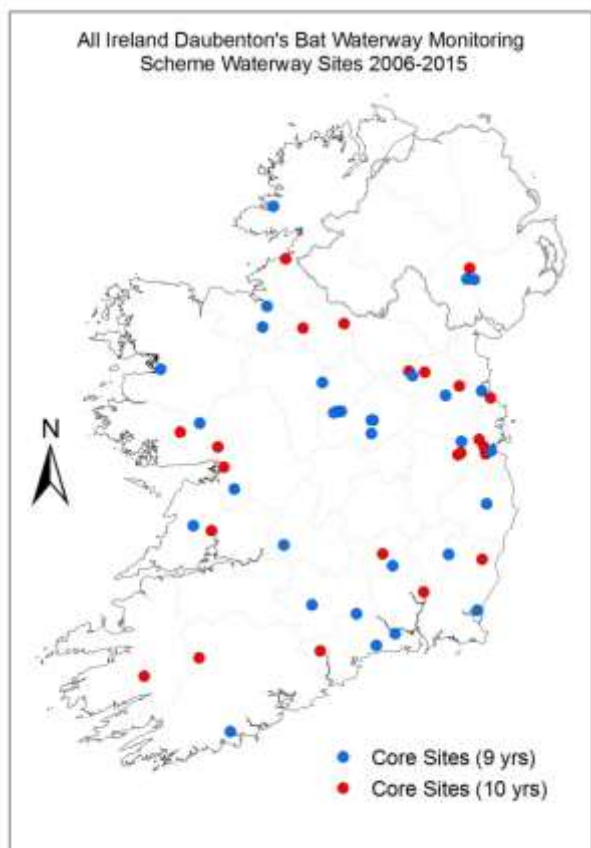 All Ireland Daubenton's Bat Waterway Monitoring
Scheme Waterway Sites 2006-2015
N
Core Sites (9 yrs)
Core Sites (10 yrs)